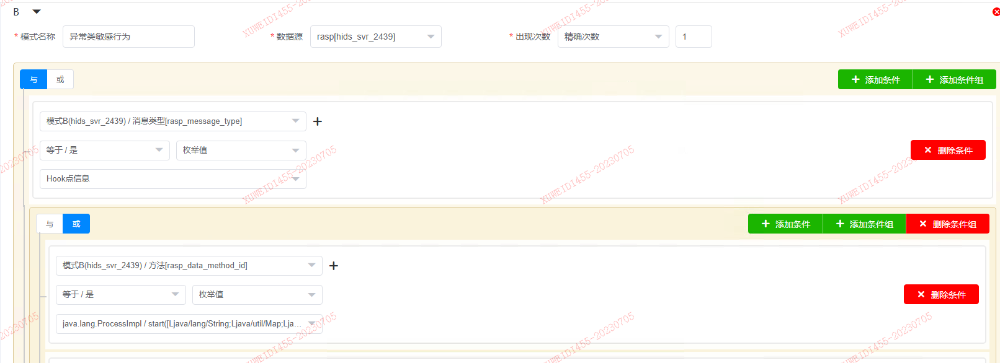 B
* 模式名称 异常类敏感行为 * 数据源 rasp[hids_svr_2439] * 出现次数 精确次数 1
与 或 添加条件 添加条件组
模式B(hids_svr_2439) / 消息类型[rasp_message_type]
等于 / 是 枚举值 删除条件
Hook点信息
与 或 添加条件 添加条件组 删除条件组
模式B(hids_svr_2439) / 方法[rasp_data_method_id]
等于 / 是 枚举值 删除条件
java.lang.ProcessImpl / start([Ljava/lang/String;Ljava/util/Map;Lja...
XUWEIDI455-20230705
XUWEIDI455-20230705
XUWEIDI455-20230705